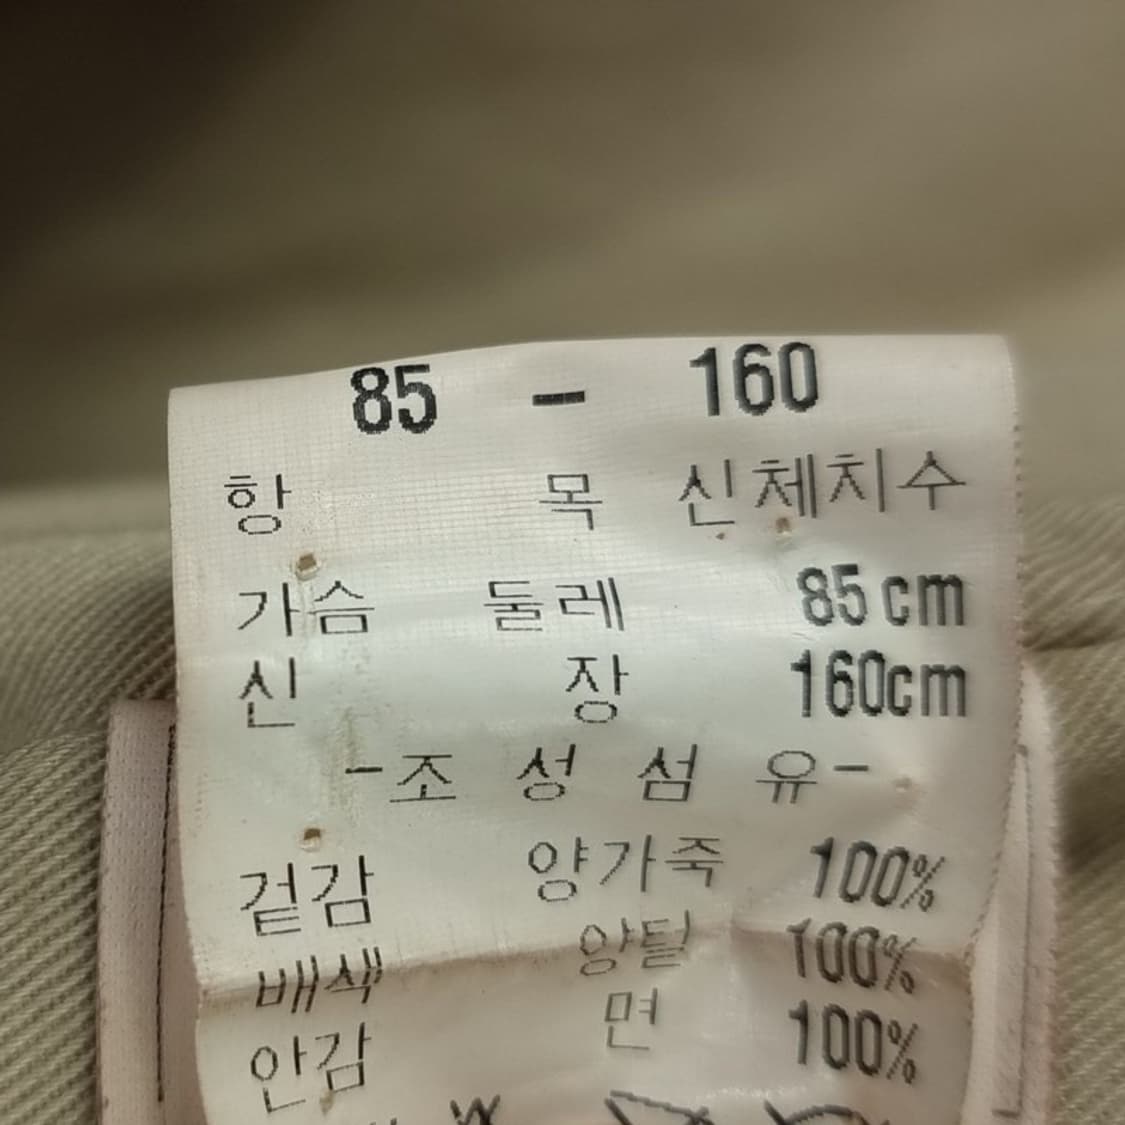 85 - 160
항 목 신체치수
가슴 둘레 85cm
신 장 160cm
-조 성 섬 유-
겉감 양가죽 100%
배색 양털 100%
안감 면 100%